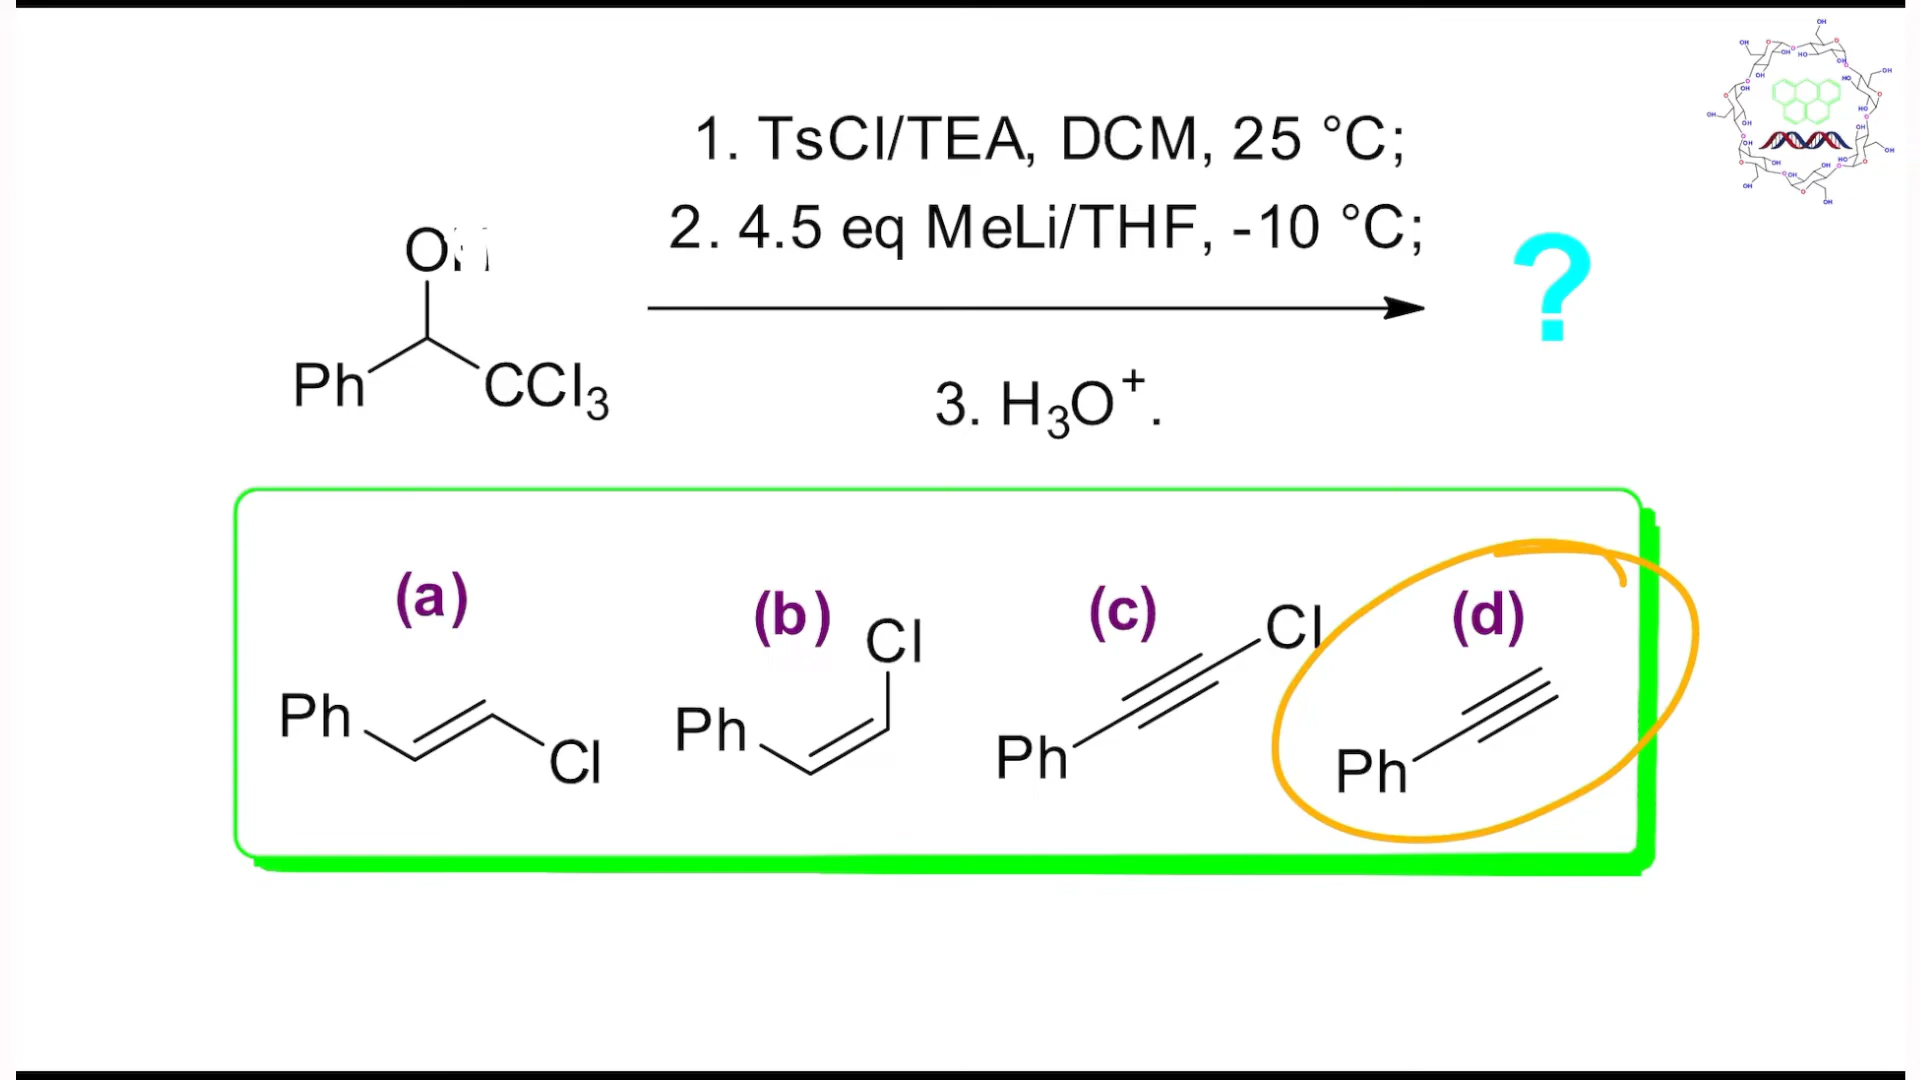 1. TsCl/TEA, DCM, 25 °C;
2. 4.5 eq MeLi/THF, -10 °C;
?
Ph
CCl₃
3. H₃O⁺.
(a)
(b)
(c)
(d)
Cl
Cl
Ph
Cl
Ph
Ph
Ph